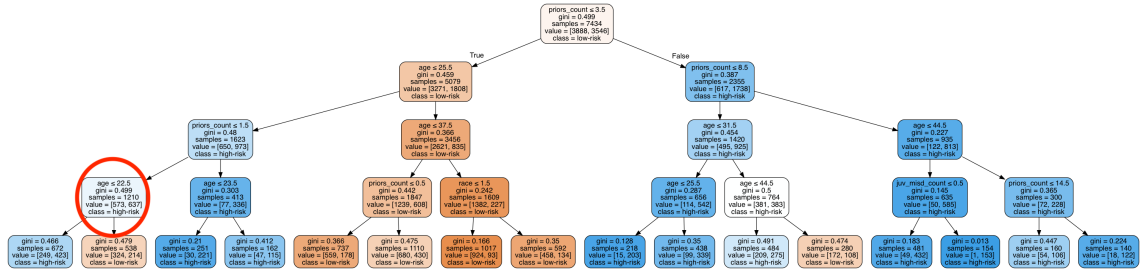 priors_count ≤ 3.5
gini = 0.499
samples = 7434
value = [3888, 3546]
class = low-risk
True
False
age ≤ 25.5
gini = 0.459
samples = 5079
value = [3271, 1808]
class = low-risk
priors_count ≤ 8.5
gini = 0.387
samples = 2355
value = [617, 1738]
class = high-risk
priors_count ≤ 1.5
gini = 0.48
samples = 1623
value = [650, 973]
class = high-risk
age ≤ 37.5
gini = 0.366
samples = 3456
value = [2621, 835]
class = low-risk
age ≤ 31.5
gini = 0.454
samples = 1420
value = [495, 925]
class = high-risk
age ≤ 44.5
gini = 0.227
samples = 935
value = [122, 813]
class = high-risk
age ≤ 22.5
gini = 0.499
samples = 1210
value = [573, 637]
class = high-risk
age ≤ 23.5
gini = 0.303
samples = 413
value = [77, 336]
class = high-risk
priors_count ≤ 0.5
gini = 0.442
samples = 1847
value = [1239, 608]
class = low-risk
race ≤ 1.5
gini = 0.242
samples = 1609
value = [1382, 227]
class = low-risk
age ≤ 25.5
gini = 0.287
samples = 656
value = [114, 542]
class = high-risk
age ≤ 44.5
gini = 0.5
samples = 764
value = [381, 383]
class = high-risk
juv_misd_count ≤ 0.5
gini = 0.145
samples = 635
value = [50, 585]
class = high-risk
priors_count ≤ 14.5
gini = 0.365
samples = 300
value = [72, 228]
class = high-risk
gini = 0.466
samples = 672
value = [249, 423]
class = high-risk
gini = 0.479
samples = 538
value = [324, 214]
class = low-risk
gini = 0.21
samples = 251
value = [30, 221]
class = high-risk
gini = 0.412
samples = 162
value = [47, 115]
class = high-risk
gini = 0.366
samples = 737
value = [559, 178]
class = low-risk
gini = 0.475
samples = 1110
value = [680, 430]
class = low-risk
gini = 0.166
samples = 1017
value = [924, 93]
class = low-risk
gini = 0.35
samples = 592
value = [458, 134]
class = low-risk
gini = 0.128
samples = 218
value = [15, 203]
class = high-risk
gini = 0.35
samples = 438
value = [99, 339]
class = high-risk
gini = 0.491
samples = 484
value = [209, 275]
class = high-risk
gini = 0.474
samples = 280
value = [172, 108]
class = low-risk
gini = 0.183
samples = 481
value = [49, 432]
class = high-risk
gini = 0.013
samples = 154
value = [1, 153]
class = high-risk
gini = 0.447
samples = 160
value = [54, 106]
class = high-risk
gini = 0.224
samples = 140
value = [18, 122]
class = high-risk